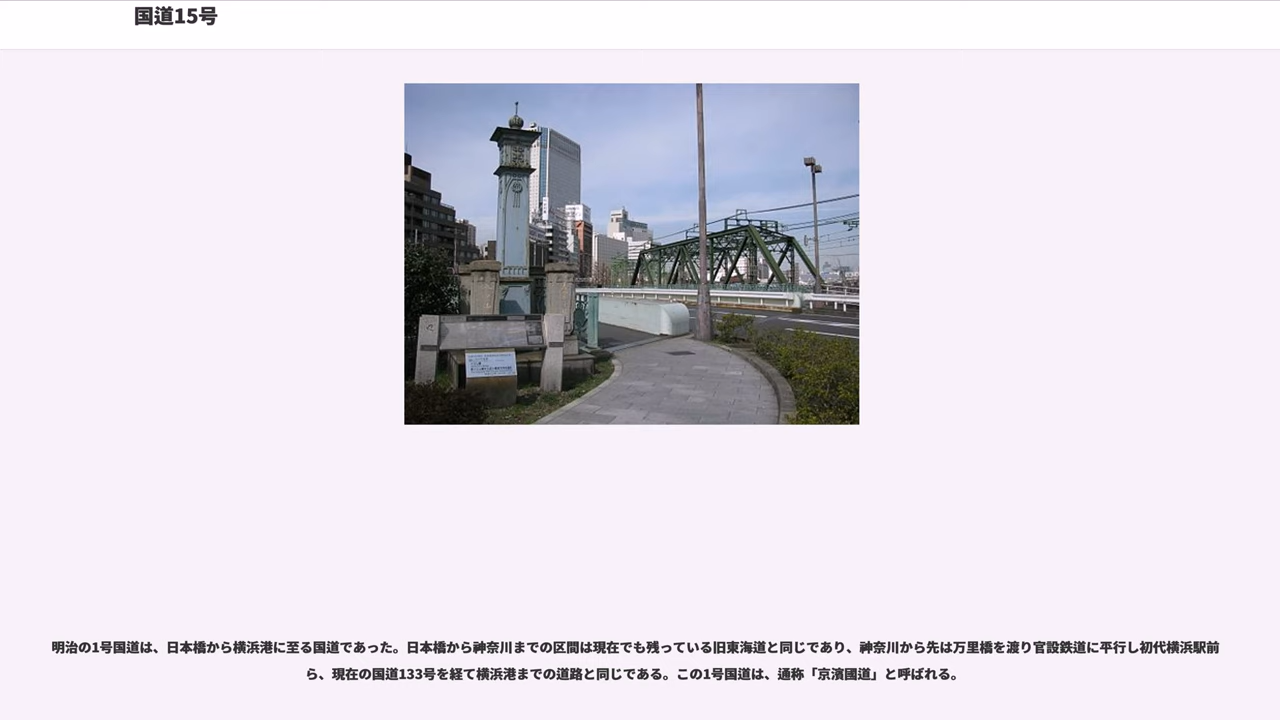 国道15号
明治の1号国道は、日本橋から横浜港に至る国道であった。日本橋から神奈川までの区間は現在でも残っている旧東海道と同じであり、神奈川から先は万里橋を渡り官設鉄道に平行し初代横浜駅前
ら、現在の国道133号を経て横浜港までの道路と同じである。この1号国道は、通称「京濱國道」と呼ばれる。